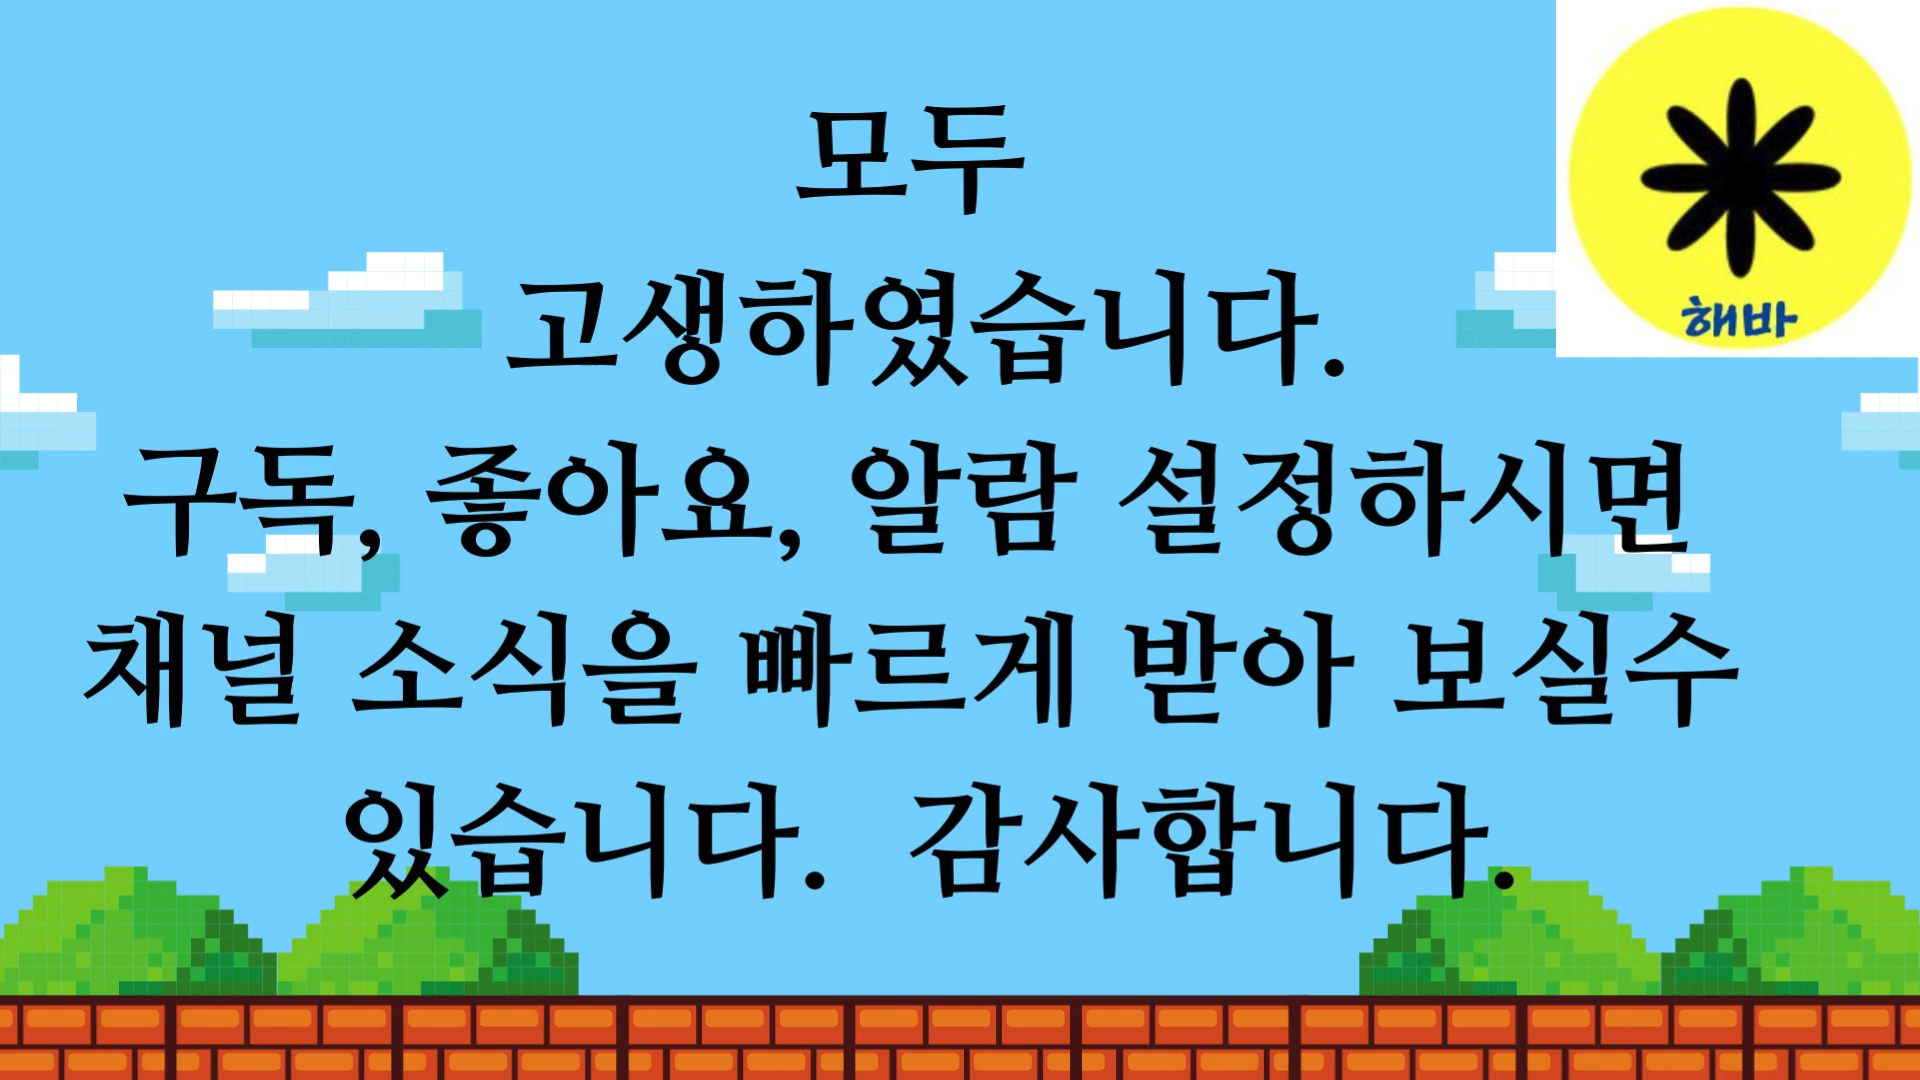 모두
고생하였습니다.
구독, 좋아요, 알람 설정하시면
채널 소식을 빠르게 받아 보실수
있습니다. 감사합니다.
해바